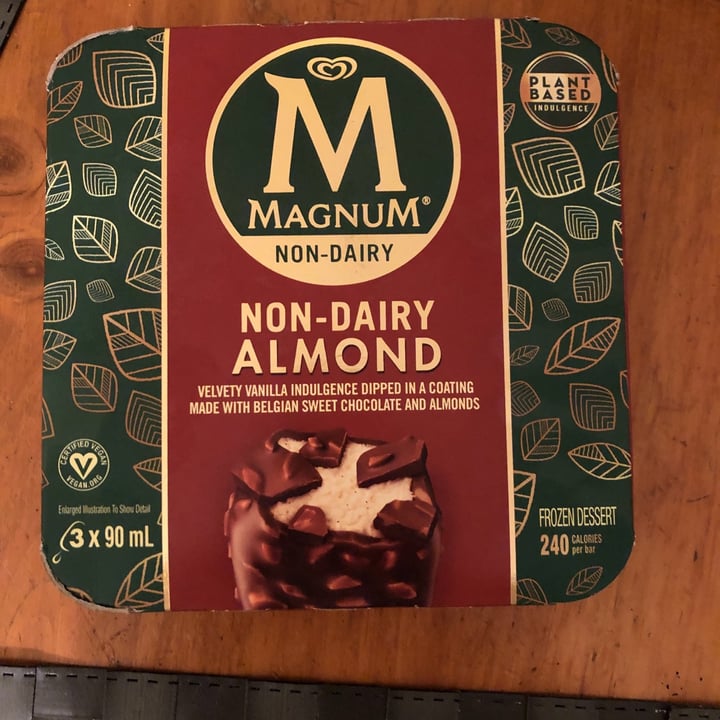 M
MAGNUM®
NON-DAIRY
PLANT
BASED
INDULGENCE
NON-DAIRY
ALMOND
VELVETY VANILLA INDULGENCE DIPPED IN A COATING
MADE WITH BELGIAN SWEET CHOCOLATE AND ALMONDS
CERTIFIED VEGAN
VEGAN.ORG
Enlarged Illustration To Show Detail
3 x 90 mL
FROZEN DESSERT
240 CALORIES
per bar